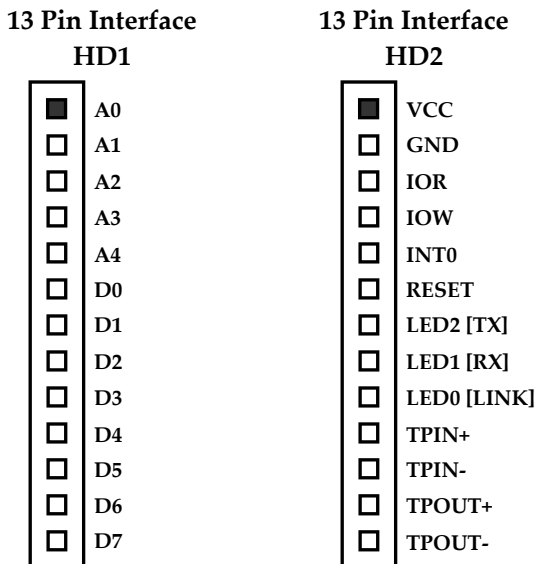 13 Pin Interface
HD1
A0
A1
A2
A3
A4
D0
D1
D2
D3
D4
D5
D6
D7
13 Pin Interface
HD2
VCC
GND
IOR
IOW
INT0
RESET
LED2 [TX]
LED1 [RX]
LED0 [LINK]
TPIN+
TPIN-
TPOUT+
TPOUT-